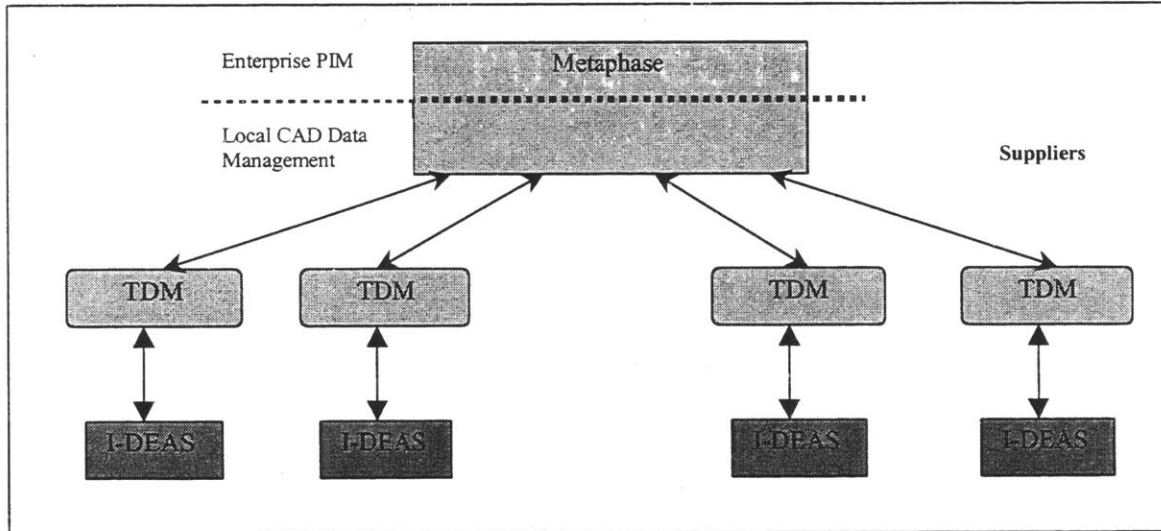 Enterprise PIM
Metaphase
Local CAD Data
Management
Suppliers
TDM
TDM
TDM
TDM
I-DEAS
I-DEAS
I-DEAS
I-DEAS